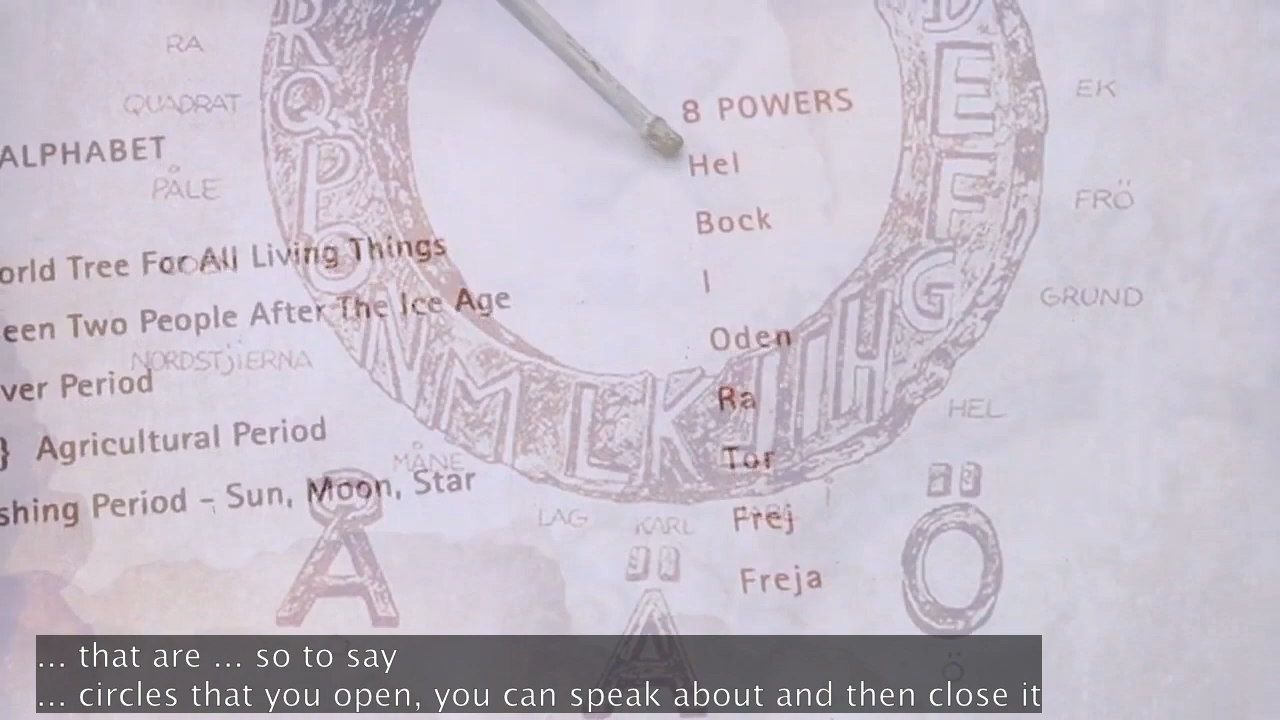 RA
QUADRAT
ALPHABET
PÅLE
orld Tree For All Living Things
een Two People After The Ice Age
NORDSTJIERNA
ver Period
} Agricultural Period
MÅNE
shing Period – Sun, Moon, Star
R
Q
P
O
N
M
L
K
J
I
H
G
F
E
D
8 POWERS
Hel
Bock
I
Oden
Ra
Tor
Frej
Freja
EK
FRÖ
GRUND
HEL
I
KARL
LAG
Å
Ä
Ö
Ö
... that are ... so to say
... circles that you open, you can speak about and then close it